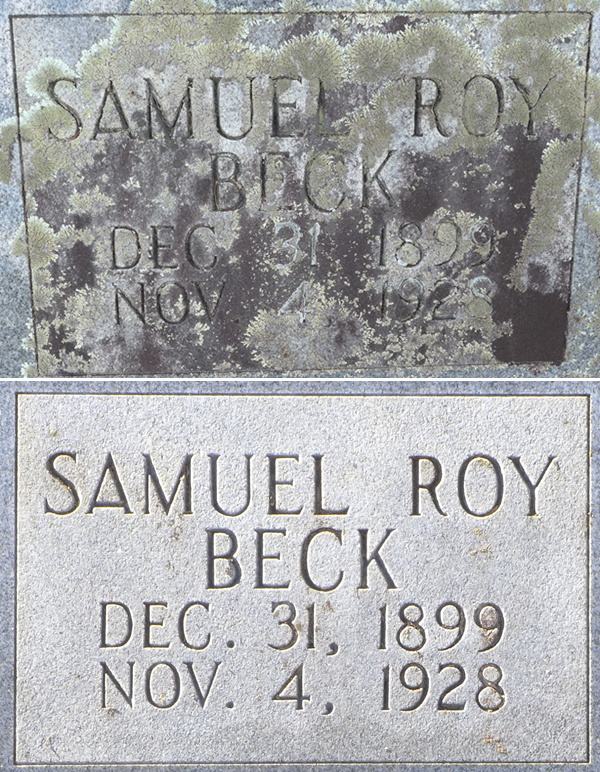 SAMUEL ROY
BECK
DEC 31 1899
NOV 4, 1928
SAMUEL ROY
BECK
DEC. 31, 1899
NOV. 4, 1928